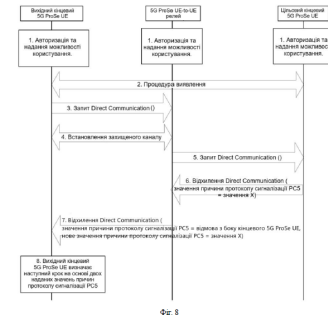 Вихідний кінцевий
5G ProSe UE
5G ProSe UE-to-UE
релей
Цільовий кінцевий
5G ProSe UE
1. Авторизація та
надання можливості
користування.
1. Авторизація та
надання можливості
користування.
1. Авторизація та
надання можливості
користування.
2. Процедура виявлення
3. Запит Direct Communication ()
4. Встановлення захищеного каналу
5. Запит Direct Communication ()
6. Відхилення Direct Communication (
значення причини протоколу сигналізації PC5
= значення X)
7. Відхилення Direct Communication (
значення причини протоколу сигналізації PC5 = відмова з боку кінцевого 5G ProSe UE,
нове значення причини протоколу сигналізації PC5 = значення X)
8. Вихідний кінцевий
5G ProSe UE визначає
наступний крок на основі двох
наданих значень причин
протоколу сигналізації PC5
Фіг. 8